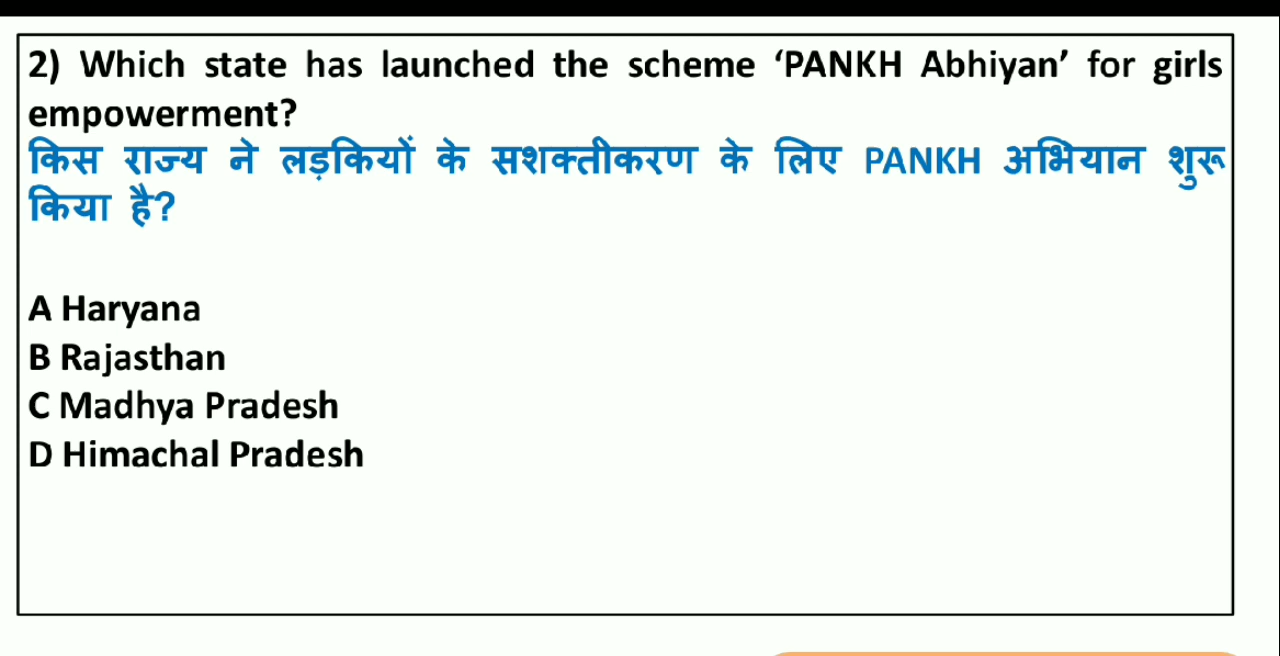 2) Which state has launched the scheme ‘PANKH Abhiyan’ for girls
empowerment?
किस राज्य ने लड़कियों के सशक्तीकरण के लिए PANKH अभियान शुरू
किया है?
A Haryana
B Rajasthan
C Madhya Pradesh
D Himachal Pradesh